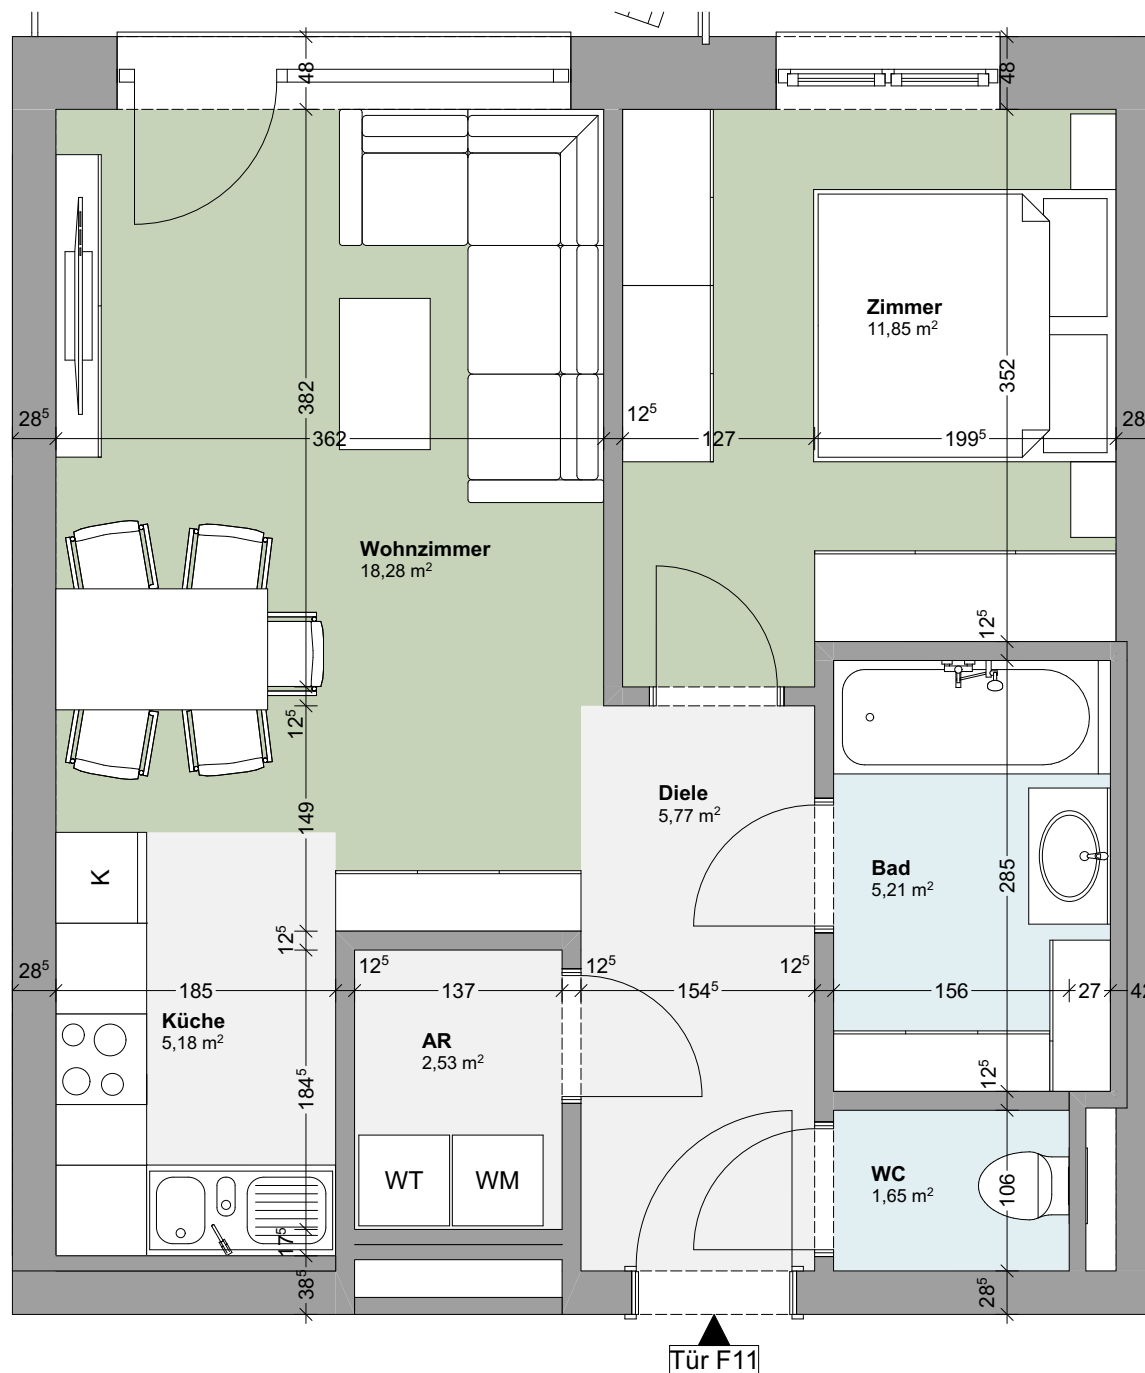 48
48
Zimmer
11,85 m²
382
352
28⁵
362
12⁵
127
199⁵
28
Wohnzimmer
18,28 m²
12⁵
12⁵
149
Diele
5,77 m²
K
Bad
5,21 m²
285
12⁵
28⁵
185
12⁵
137
12⁵
154⁵
12⁵
156
27
42
Küche
5,18 m²
AR
2,53 m²
184⁵
12⁵
WT
WM
WC
1,65 m²
106
17⁵
38⁵
28⁵
Tür F11